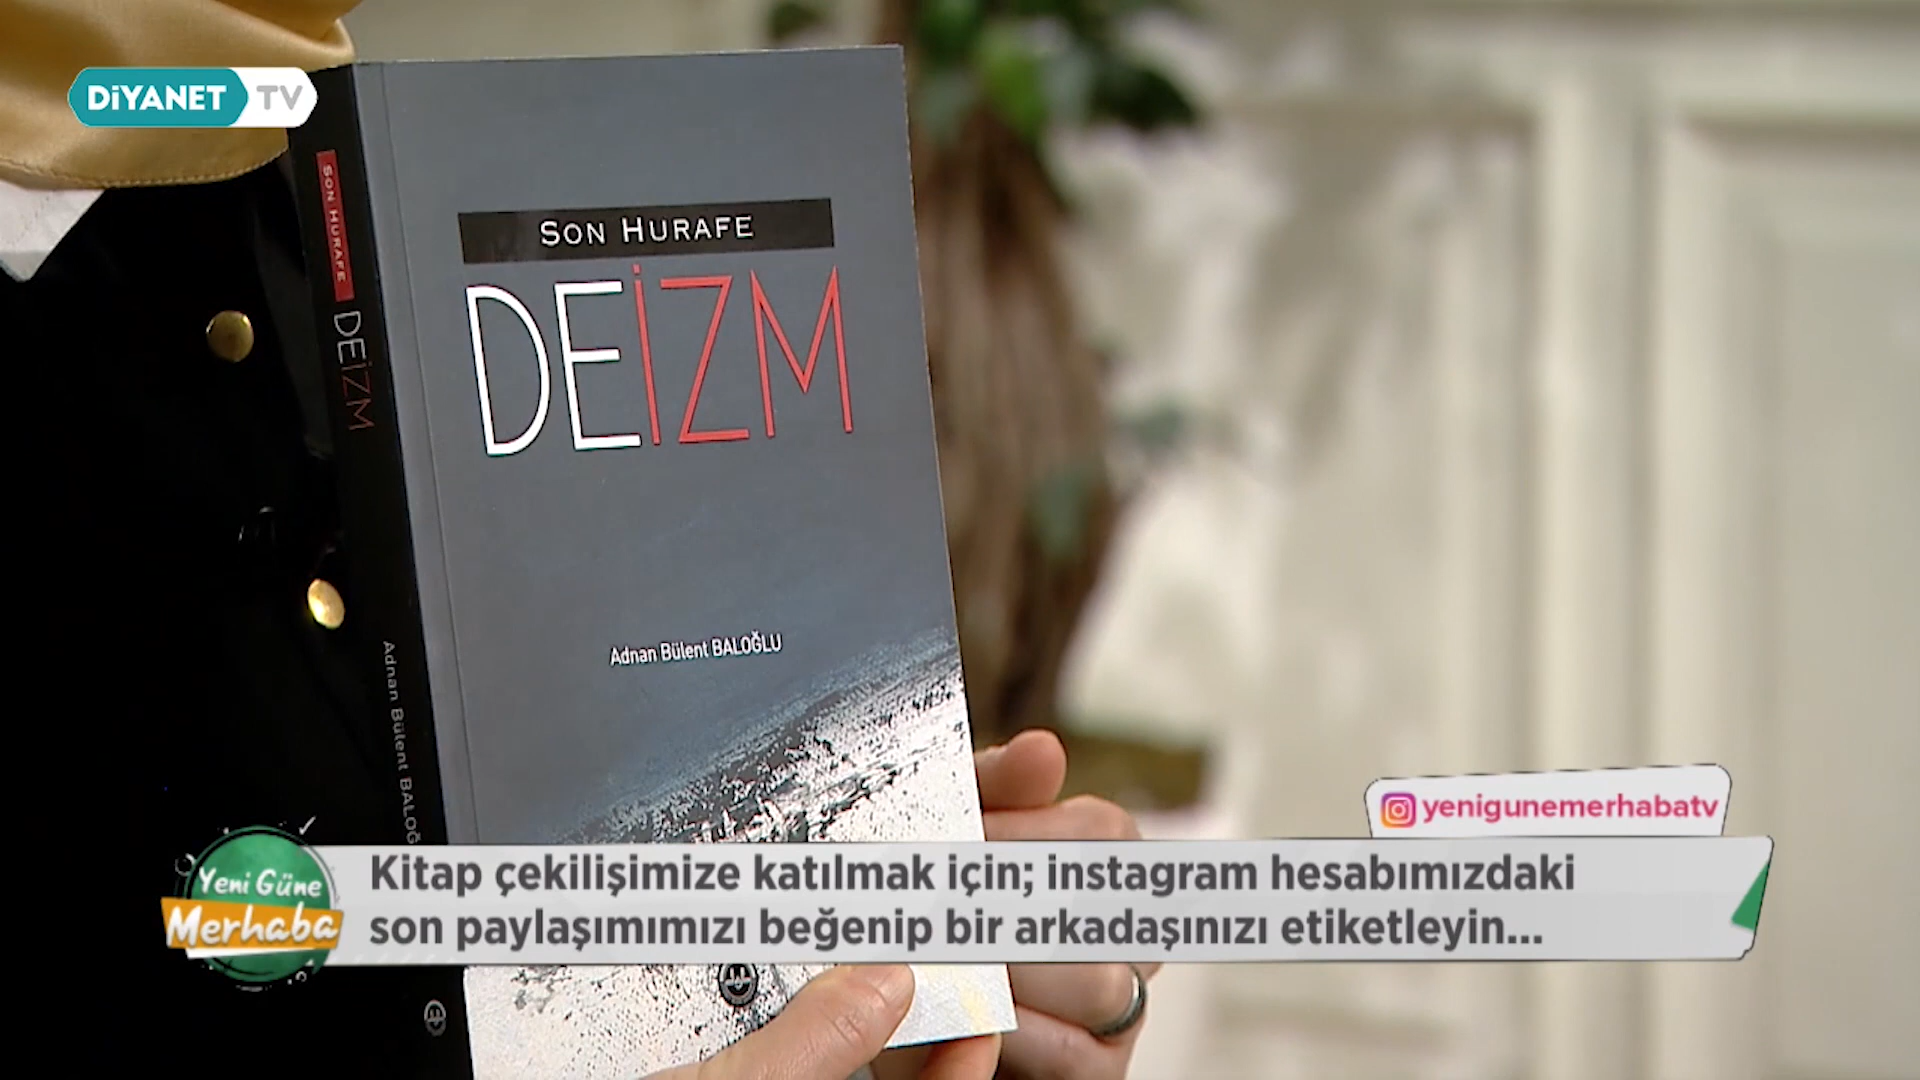 DİYANET TV
SON HURAFE
DEİZM
Adnan Bülent BALOĞLU
SON HURAFE
DEİZM
Adnan Bülent
yenigunemerhabatv
Yeni Güne
Merhaba
Kitap çekilişimize katılmak için; instagram hesabımızdaki
son paylaşımımızı beğenip bir arkadaşınızı etiketleyin...